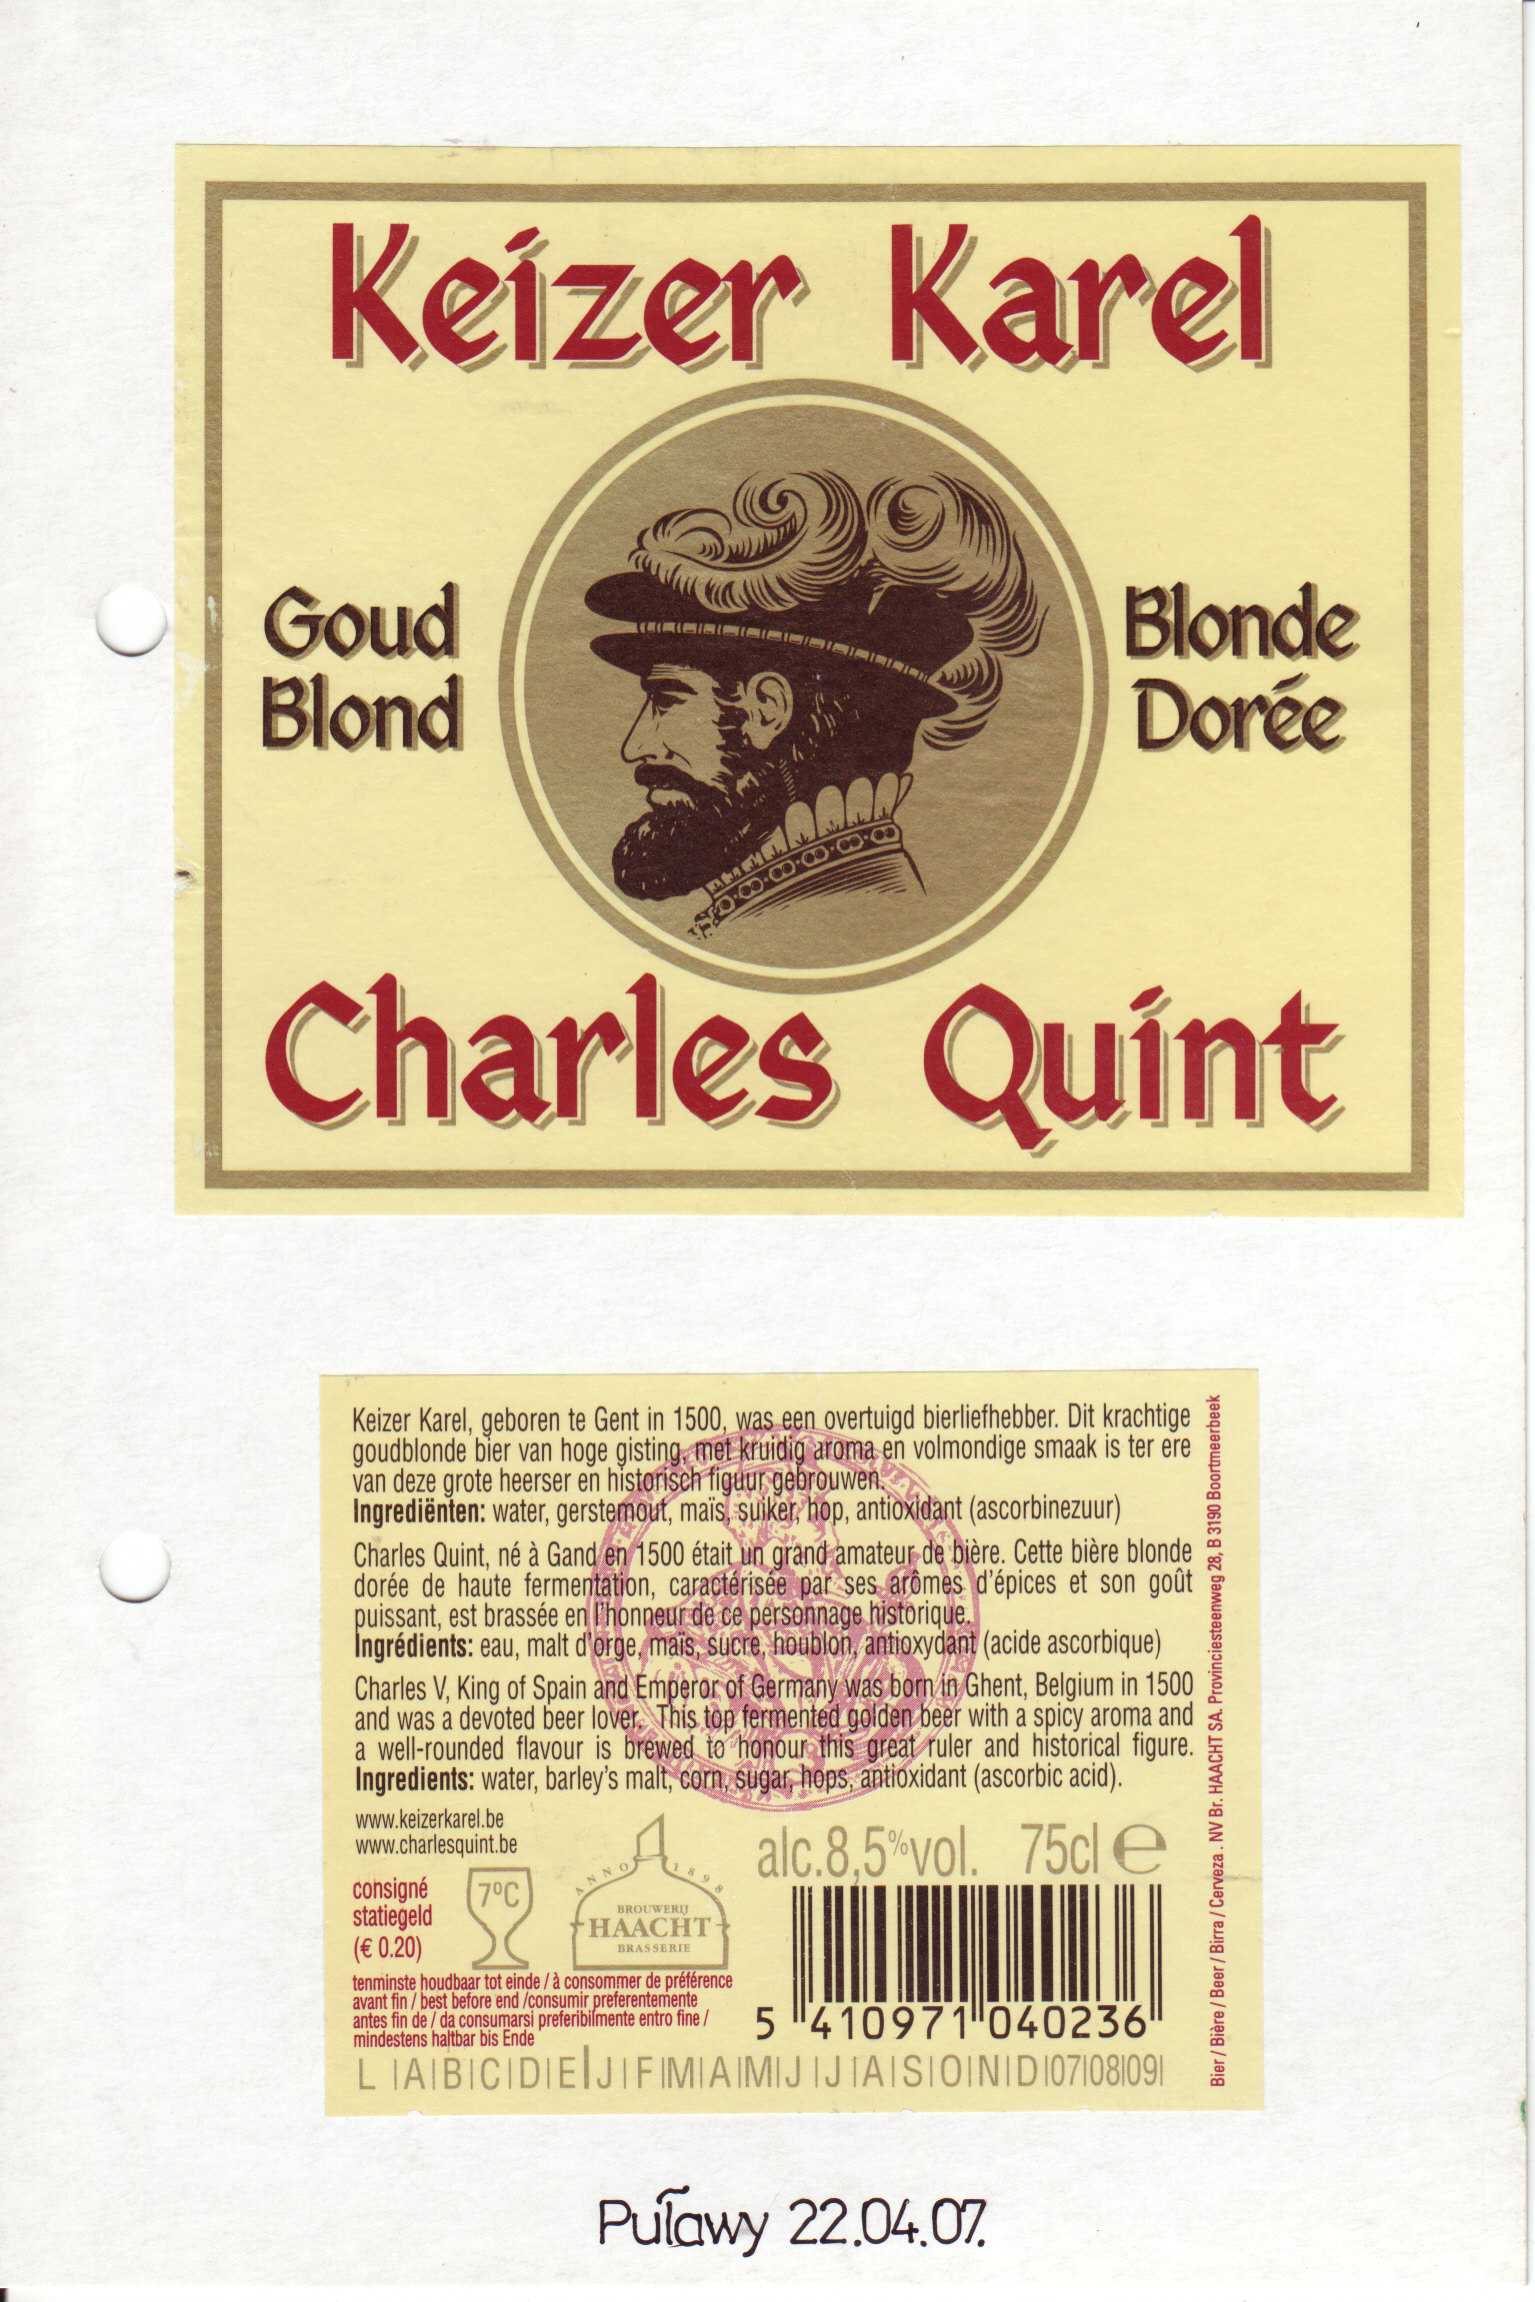 Keizer Karel
Goud
Blond
Blonde
Dorée
Charles Quint
Keizer Karel, geboren te Gent in 1500, was een overtuigd bierliefhebber. Dit krachtige
goudblonde bier van hoge gisting, met kruidig aroma en volmondige smaak is ter ere
van deze grote heerser en historisch figuur gebrouwen.
Ingrediënten: water, gerstemout, maïs, suiker, hop, antioxidant (ascorbinezuur)
Charles Quint, né à Gand en 1500 était un grand amateur de bière. Cette bière blonde
dorée de haute fermentation, caractérisée par ses arômes d'épices et son goût
puissant, est brassée en l'honneur de ce personnage historique.
Ingrédients: eau, malt d'orge, maïs, sucre, houblon, antioxydant (acide ascorbique)
Charles V, King of Spain and Emperor of Germany was born in Ghent, Belgium in 1500
and was a devoted beer lover. This top fermented golden beer with a spicy aroma and
a well-rounded flavour is brewed to honour this great ruler and historical figure.
Ingredients: water, barley's malt, corn, sugar, hops, antioxidant (ascorbic acid).
www.keizerkarel.be
www.charlesquint.be
consigné
statiegeld
(€ 0.20)
7°C
ANNO 1898
BROUWERIJ
HAACHT
BRASSERIE
alc.8,5%vol. 75cl e
tenminste houdbaar tot einde / à consommer de préférence
avant fin / best before end /consumir preferentemente
antes fin de / da consumarsi preferibilmente entro fine /
mindestens haltbar bis Ende
5 410971 040236
L |A|B|C|D|E|J|F|M|A|M|J|J|A|S|O|N|D|07|08|09|
Bier / Bière / Beer / Birra / Cerveza . NV Br. HAACHT SA. Provinciesteenweg 28, B 3190 Boortmeerbeek
Puławy 22.04.07.